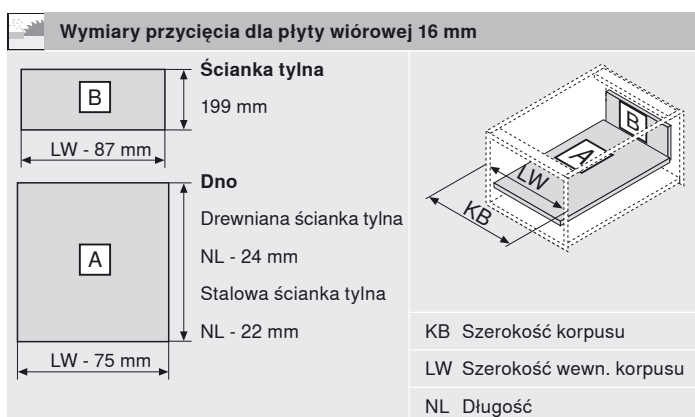 Wymiary przycięcia dla płyty wiórowej 16 mm
B
LW - 87 mm
Ścianka tylna
199 mm
A
LW - 75 mm
Dno
Drewniana ścianka tylna
NL - 24 mm
Stalowa ścianka tylna
NL - 22 mm
B
A
LW
KB
KB Szerokość korpusu
LW Szerokość wewn. korpusu
NL Długość